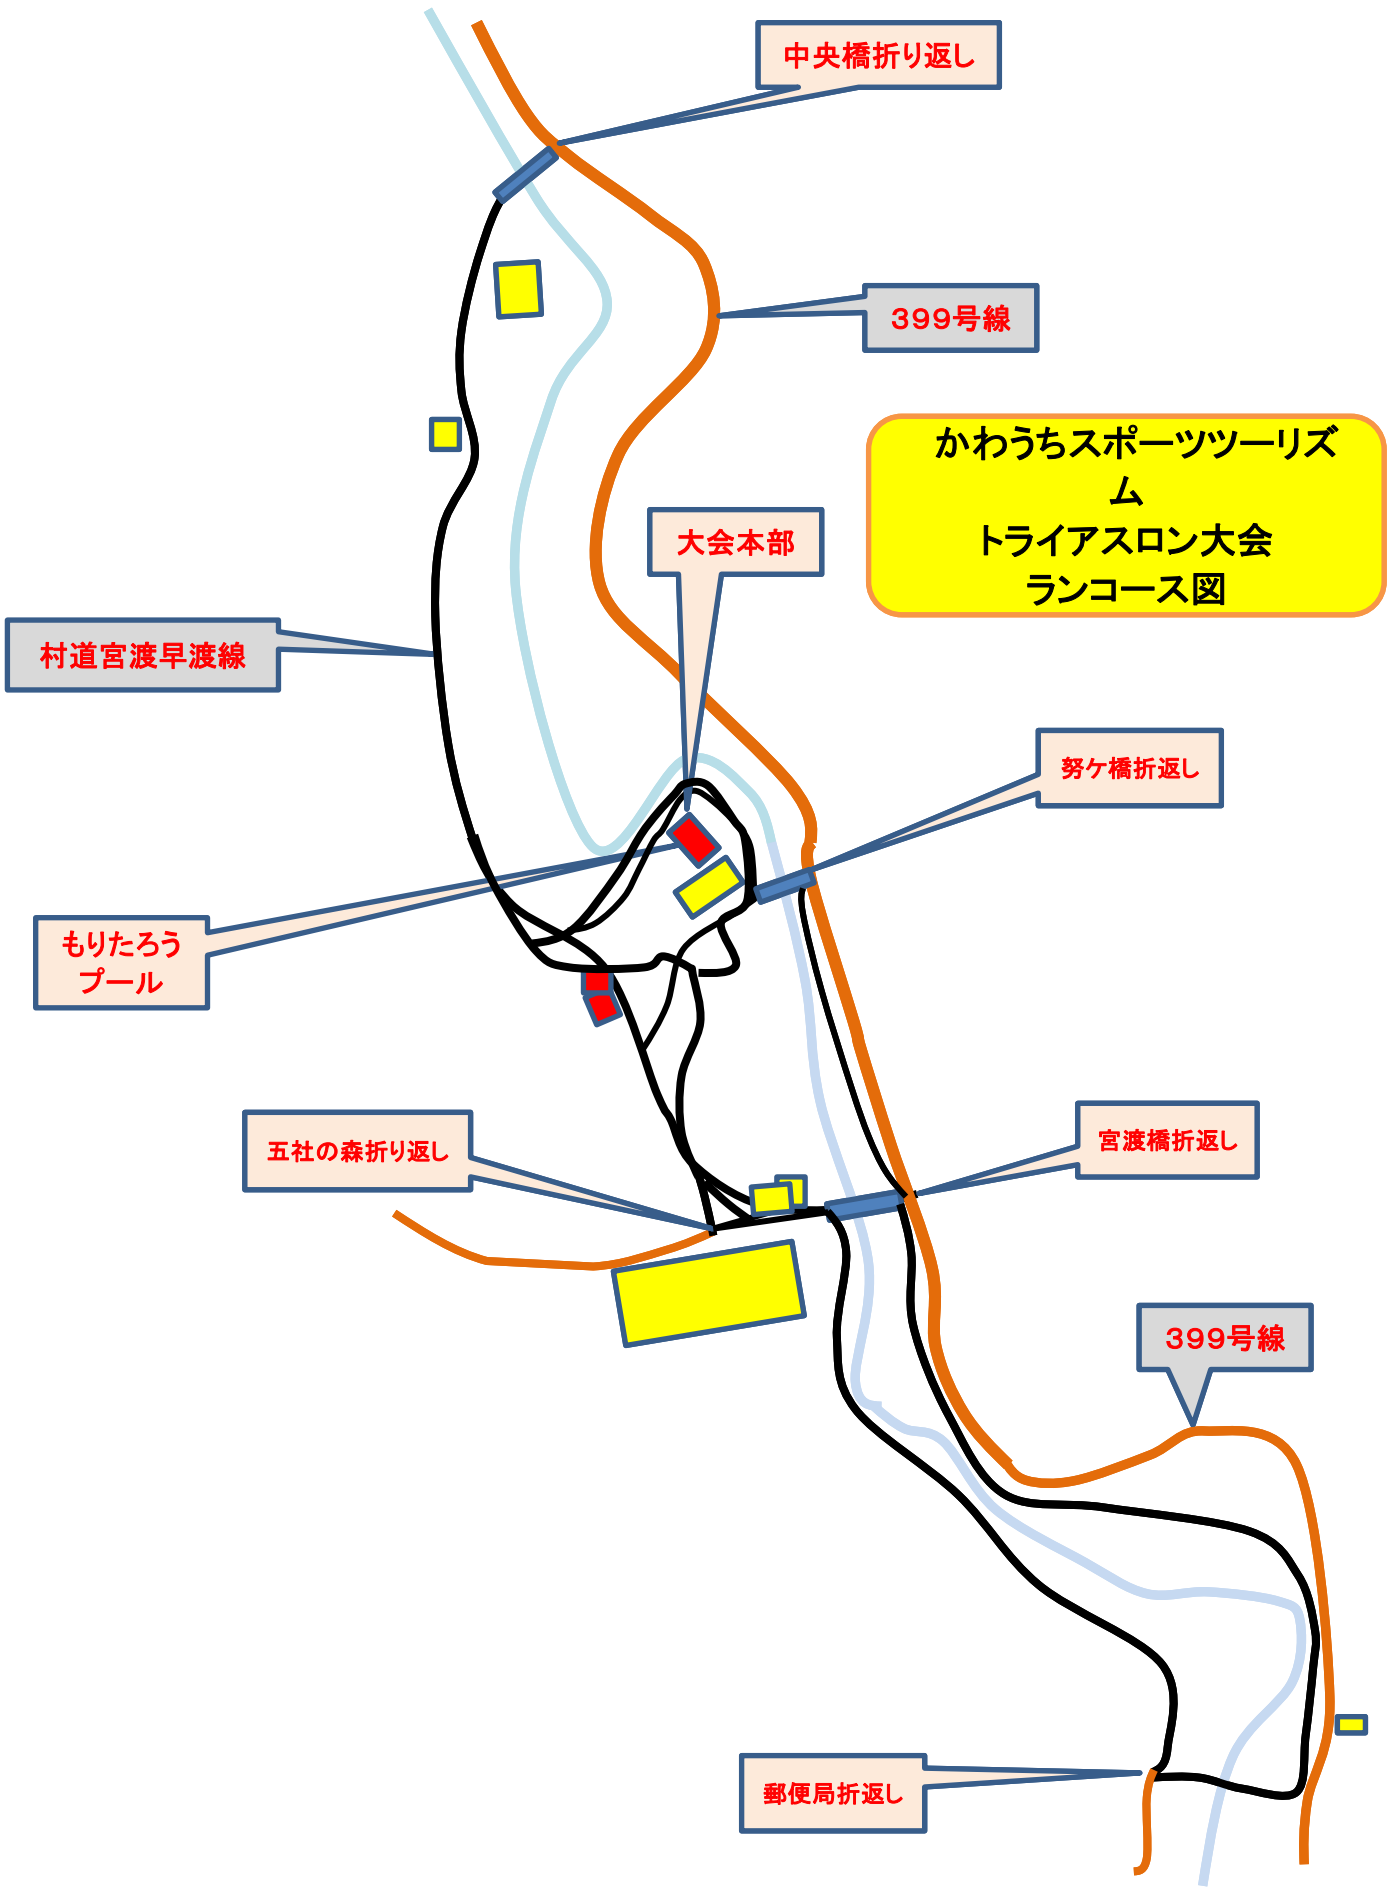 中央橋折り返し
３９９号線
かわうちスポーツツーリズ
ム
トライアスロン大会
ランコース図
大会本部
村道宮渡早渡線
努ケ橋折返し
もりたろう
プール
五社の森折り返し
宮渡橋折返し
３９９号線
郵便局折返し